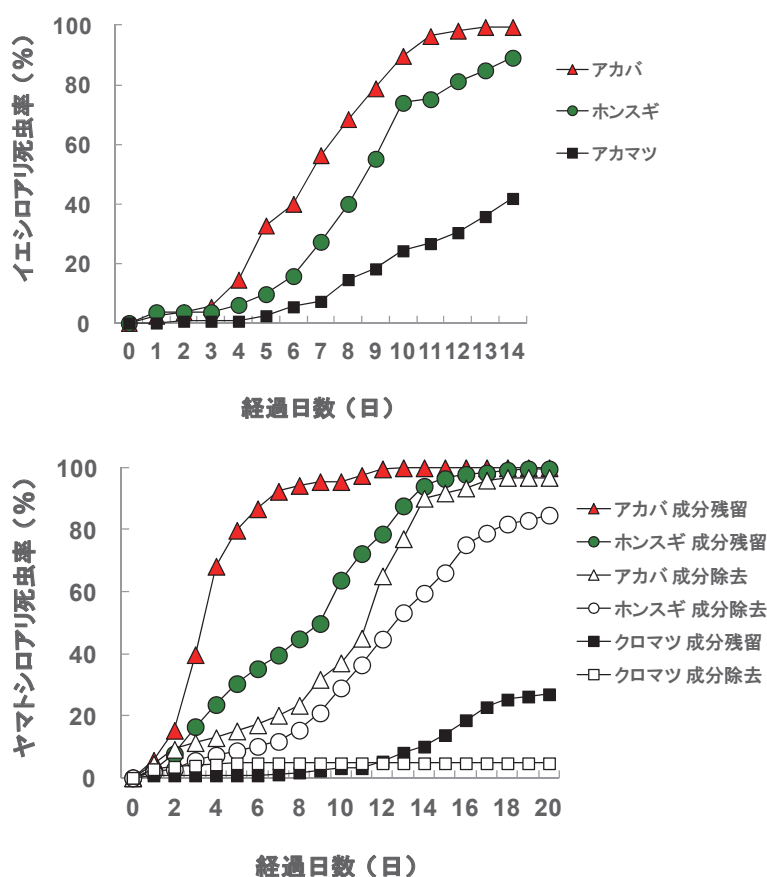 イエシロアリ死虫率（%）
100
80
60
40
20
0
0 1 2 3 4 5 6 7 8 9 10 11 12 13 14
経過日数（日）
アカバ
ホンスギ
アカマツ
ヤマトシロアリ死虫率（%）
100
80
60
40
20
0
0 2 4 6 8 10 12 14 16 18 20
経過日数（日）
アカバ 成分残留
ホンスギ 成分残留
アカバ 成分除去
ホンスギ 成分除去
クロマツ 成分残留
クロマツ 成分除去